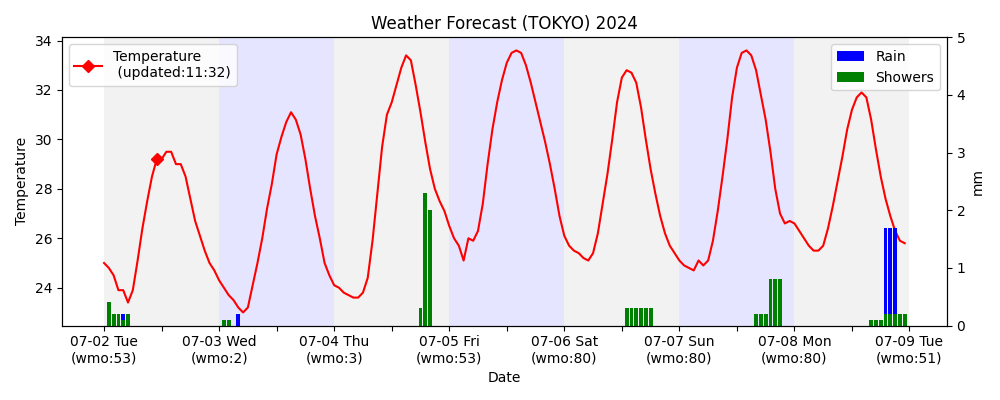 Weather Forecast (TOKYO) 2024
Temperature
(updated:11:32)
Rain
Showers
34
32
30
28
26
24
Temperature
5
4
3
2
1
0
mm
07-02 Tue 07-03 Wed 07-04 Thu 07-05 Fri 07-06 Sat 07-07 Sun 07-08 Mon 07-09 Tue
(wmo:53) (wmo:2) (wmo:3) (wmo:53) (wmo:80) (wmo:80) (wmo:80) (wmo:51)
Date